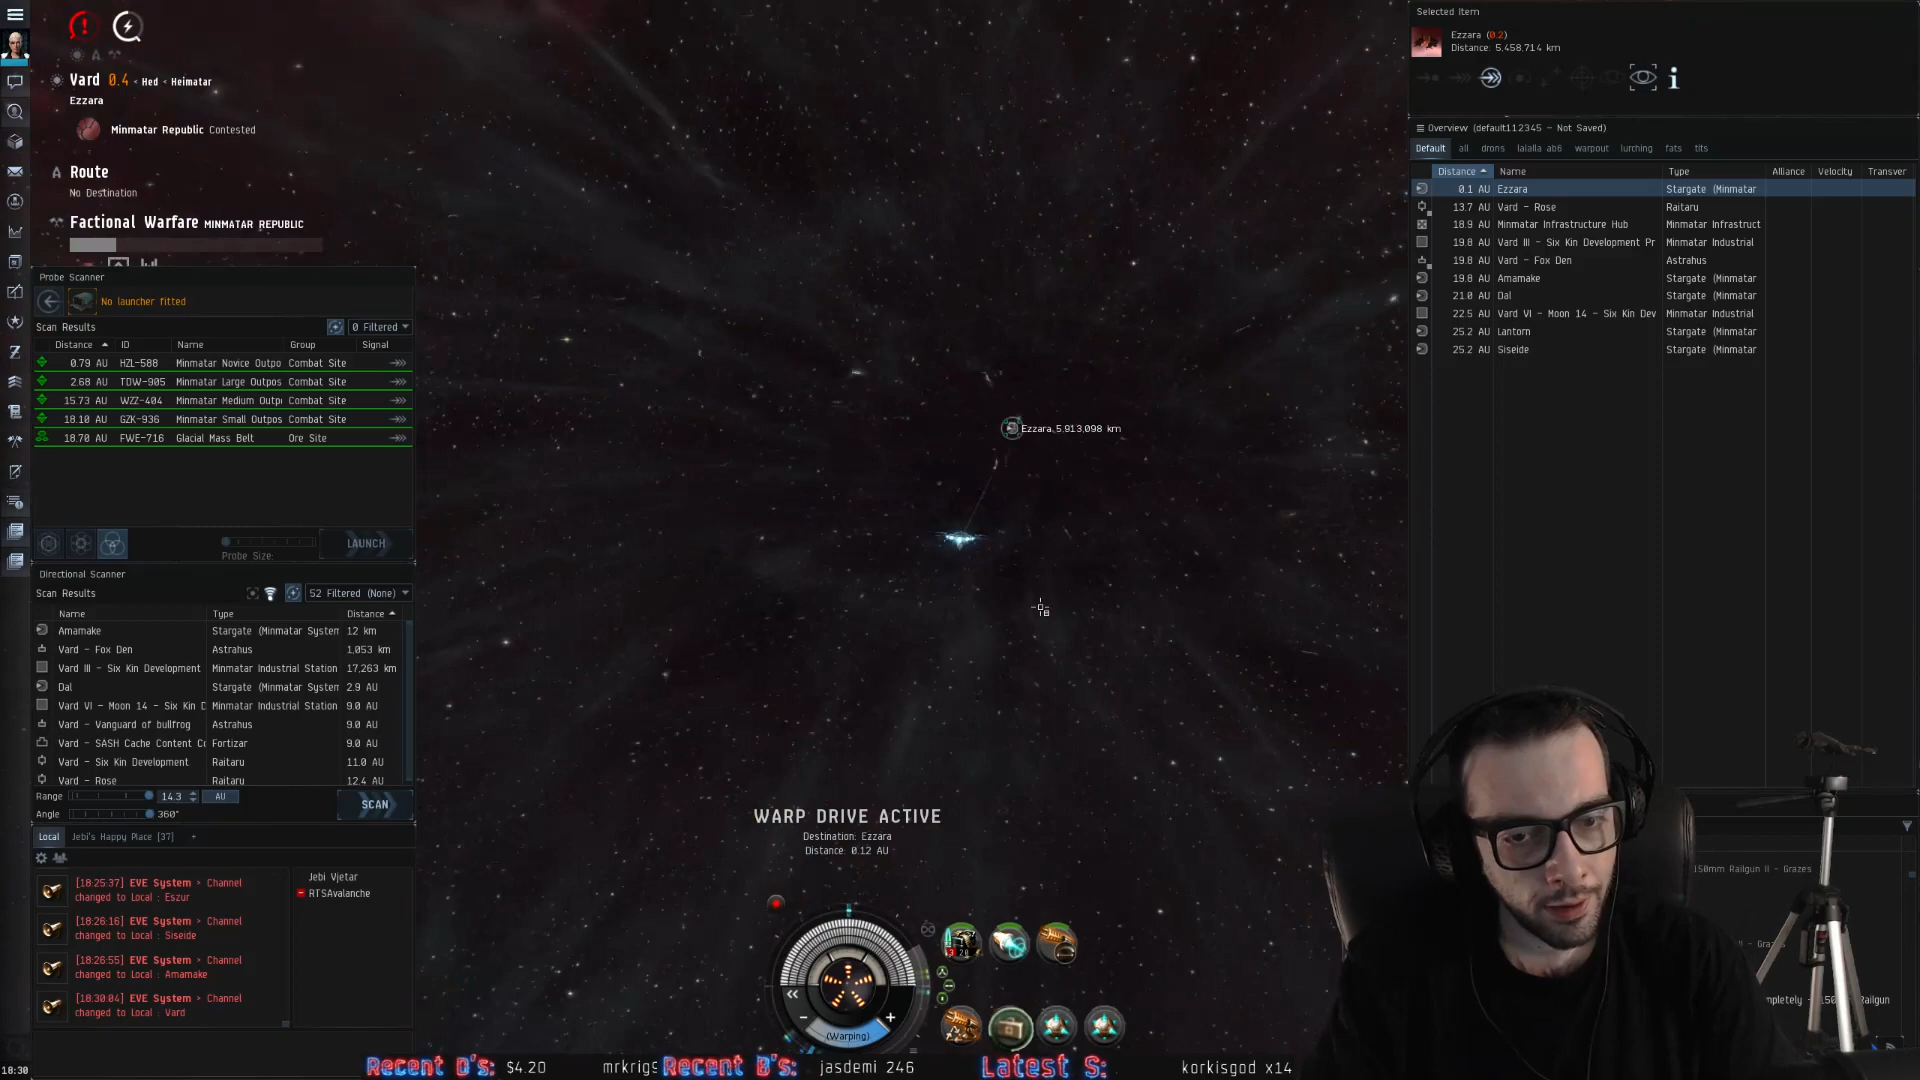 Vard 0.4 < Hed < Heimatar
Ezzara
Minmatar Republic Contested
Route
No Destination
Factional Warfare MINMATAR REPUBLIC
Probe Scanner
No launcher fitted
Scan Results
0 Filtered
Distance ID Name Group Signal
0.79 AU HZL-588 Minmatar Novice Outpo Combat Site
2.68 AU TDW-905 Minmatar Large Outpos Combat Site
15.73 AU WZZ-404 Minmatar Medium Outp Combat Site
18.10 AU GZK-936 Minmatar Small Outpos Combat Site
18.70 AU FWE-716 Glacial Mass Belt Ore Site
Probe Size:
LAUNCH
Directional Scanner
Scan Results
52 Filtered (None)
Name Type Distance
Amamake Stargate (Minmatar System 12 km
Vard - Fox Den Astrahus 1,053 km
Vard III - Six Kin Development Minmatar Industrial Station 17,263 km
Dal Stargate (Minmatar System 2.9 AU
Vard VI - Moon 14 - Six Kin D Minmatar Industrial Station 9.0 AU
Vard - Vanguard of bullfrog Astrahus 9.0 AU
Vard - SASH Cache Content Co Fortizar 9.0 AU
Vard - Six Kin Development Raitaru 11.0 AU
Vard - Rose Raitaru 12.4 AU
Range 14.3 AU
Angle 360°
SCAN
Local Jebi's Happy Place [37] +
[18:25:37] EVE System > Channel
changed to Local : Eszur
[18:26:16] EVE System > Channel
changed to Local : Siseide
[18:26:55] EVE System > Channel
changed to Local : Amamake
[18:30:04] EVE System > Channel
changed to Local : Vard
Jebi Vjetar
RTSAvalanche
18:30
Ezzara 5.913.098 km
WARP DRIVE ACTIVE
Destination: Ezzara
Distance: 0.12 AU
(Warping)
Recent D's: $4.20 mrkrigs Recent B's: jasdemi 246 Latest S: korkisgod x14
Selected Item
Ezzara (0.2)
Distance: 5.458.714 km
Overview (default112345 - Not Saved)
Default all drons lalalla ab6 warpout lurching fats tits
Distance Name Type Alliance Velocity Transver
0.1 AU Ezzara Stargate (Minmatar
13.7 AU Vard - Rose Raitaru
18.9 AU Minmatar Infrastructure Hub Minmatar Infrastruct
19.8 AU Vard III - Six Kin Development Pr Minmatar Industrial
19.8 AU Vard - Fox Den Astrahus
19.8 AU Amamake Stargate (Minmatar
21.0 AU Dal Stargate (Minmatar
22.5 AU Vard VI - Moon 14 - Six Kin Dev Minmatar Industrial
25.2 AU Lantorn Stargate (Minmatar
25.2 AU Siseide Stargate (Minmatar
150mm Railgun II - Grazes
- Grazes